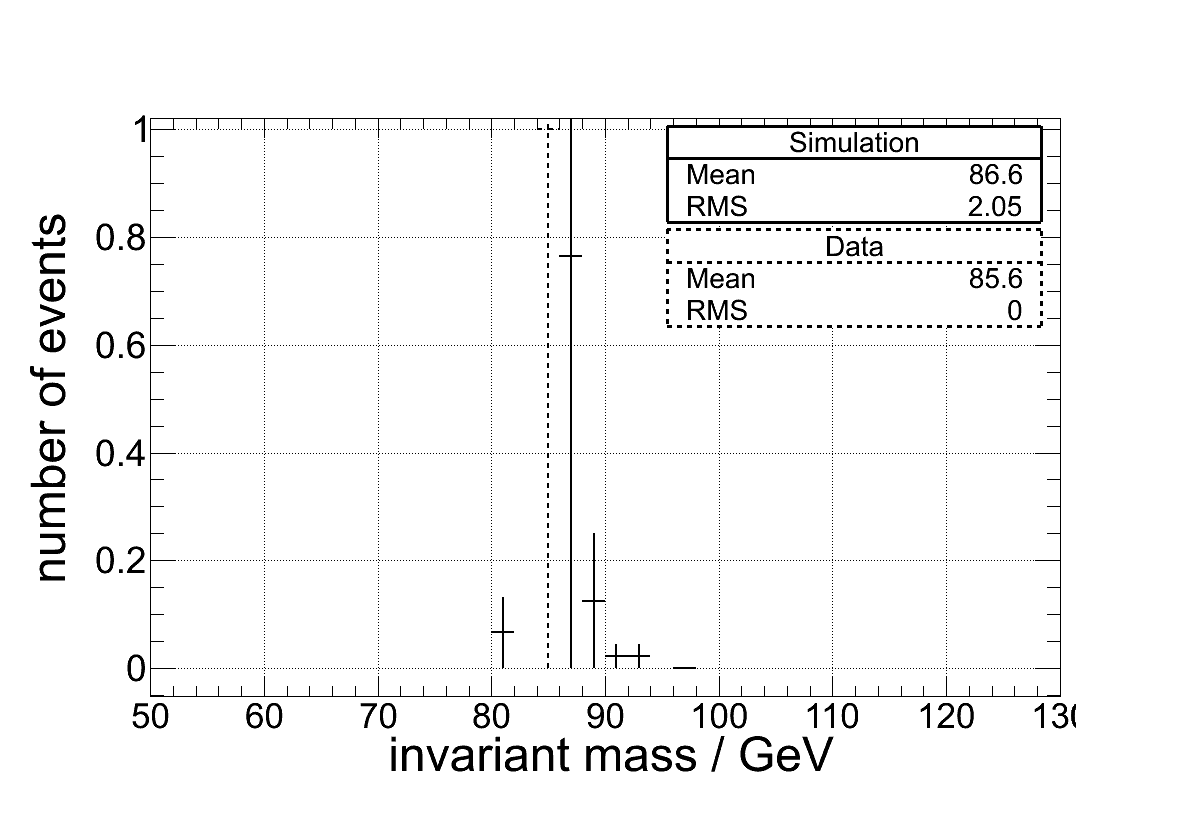 number of events
1
0.8
0.6
0.4
0.2
0
Simulation
Mean 86.6
RMS 2.05
Data
Mean 85.6
RMS 0
50 60 70 80 90 100 110 120 130
invariant mass / GeV